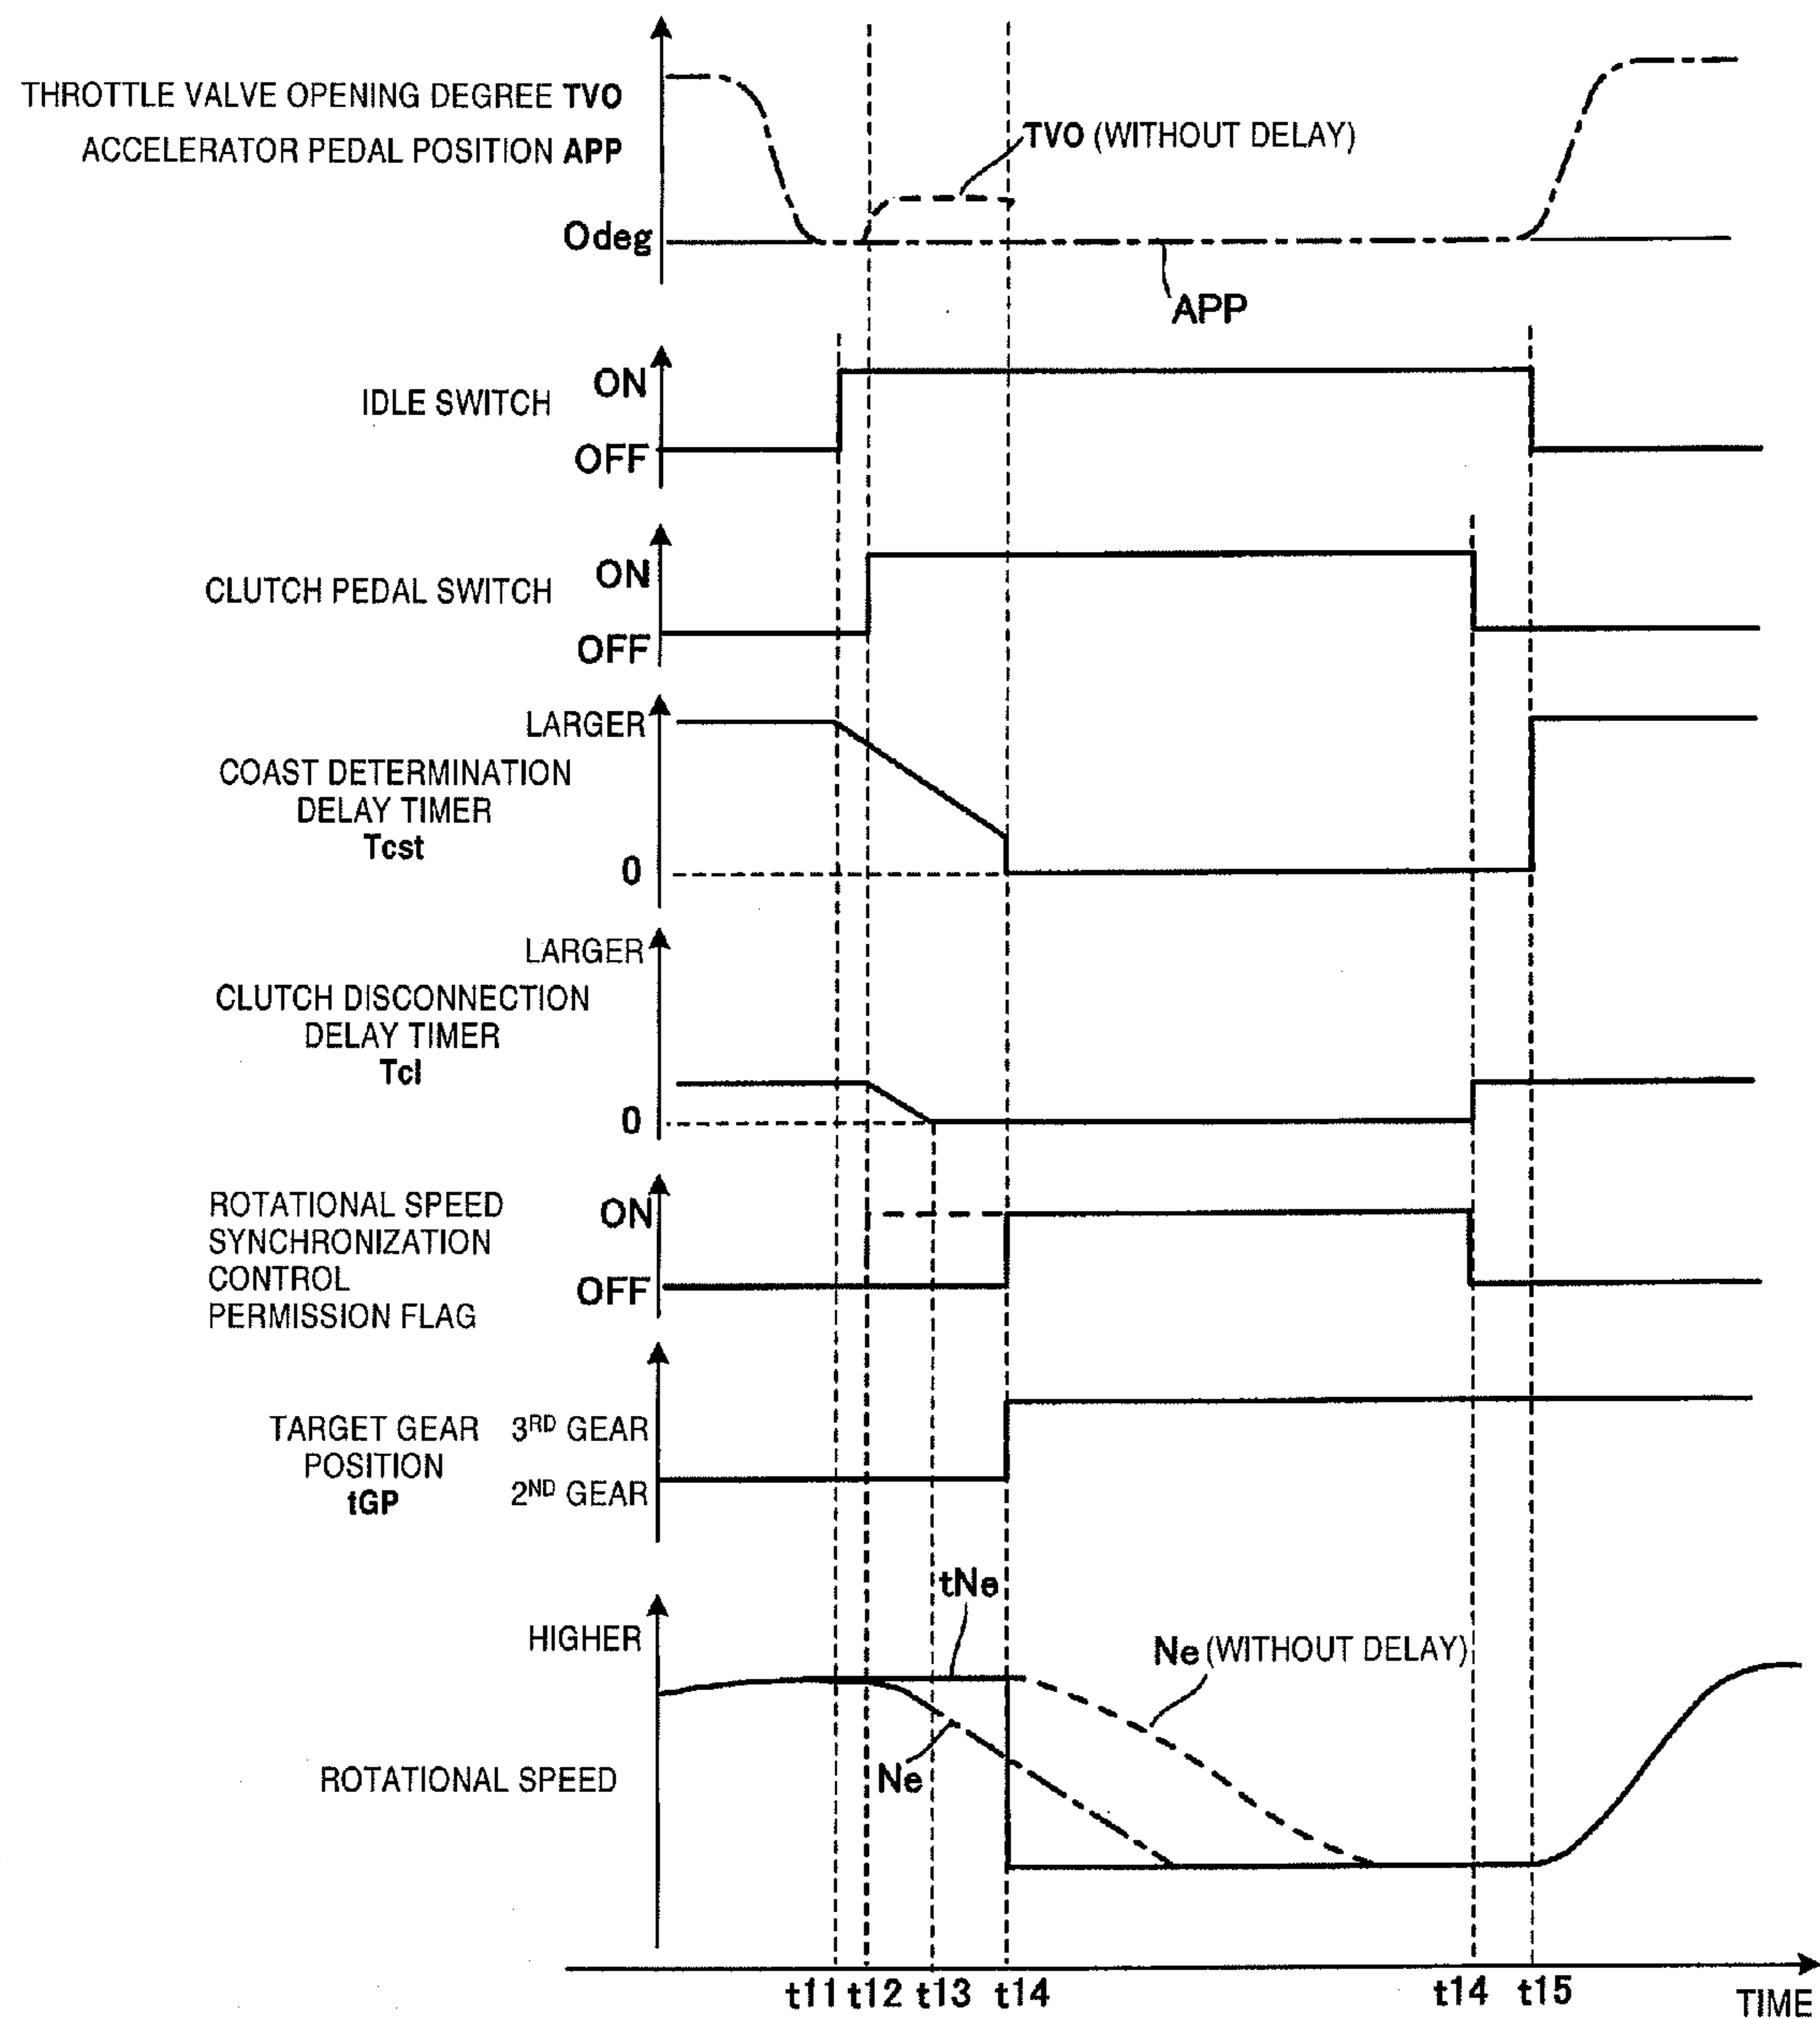 THROTTLE VALVE OPENING DEGREE TVO
ACCELERATOR PEDAL POSITION APP
TVO (WITHOUT DELAY)
0deg
APP
IDLE SWITCH
ON
OFF
CLUTCH PEDAL SWITCH
ON
OFF
LARGER
COAST DETERMINATION
DELAY TIMER
Tcst
0
LARGER
CLUTCH DISCONNECTION
DELAY TIMER
Tcl
0
ROTATIONAL SPEED
SYNCHRONIZATION
CONTROL
PERMISSION FLAG
ON
OFF
TARGET GEAR
POSITION
tGP
3RD GEAR
2ND GEAR
tNe
HIGHER
Ne (WITHOUT DELAY)
Ne
ROTATIONAL SPEED
t11 t12 t13 t14 t14 t15
TIME